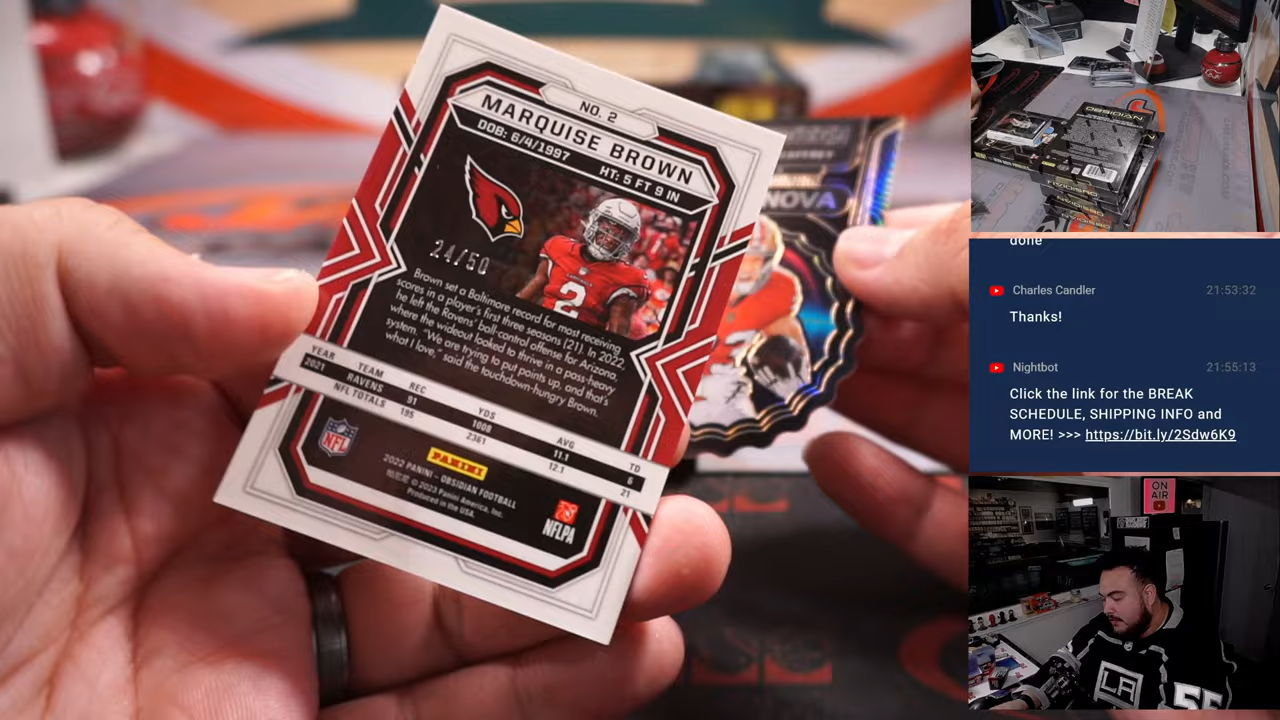 NO. 2
MARQUISE BROWN
DOB: 6/4/1997
HT: 5 FT 9 IN
24/50
2
Brown set a Baltimore record for most receiving
scores in a player's first three seasons (21). In 2022,
he left the Ravens' ball-control offense for Arizona,
where the wideout looked to thrive in a pass-heavy
system. "We are trying to put points up, and that's
what I love," said the touchdown-hungry Brown.
YEAR TEAM REC YDS AVG TD
2021 RAVENS 91 1008 11.1 6
NFL TOTALS 195 2361 12.1 21
NFL
PANINI
2022 PANINI – OBSIDIAN FOOTBALL
© 2023 Panini America, Inc.
Produced in the USA.
NFLPA
NOVA
OBSIDIAN
OBSIDIAN
done
Charles Candler 21:53:32
Thanks!
Nightbot 21:55:13
Click the link for the BREAK
SCHEDULE, SHIPPING INFO and
MORE! >>> https://bit.ly/2Sdw6K9
ON
AIR
LA
55